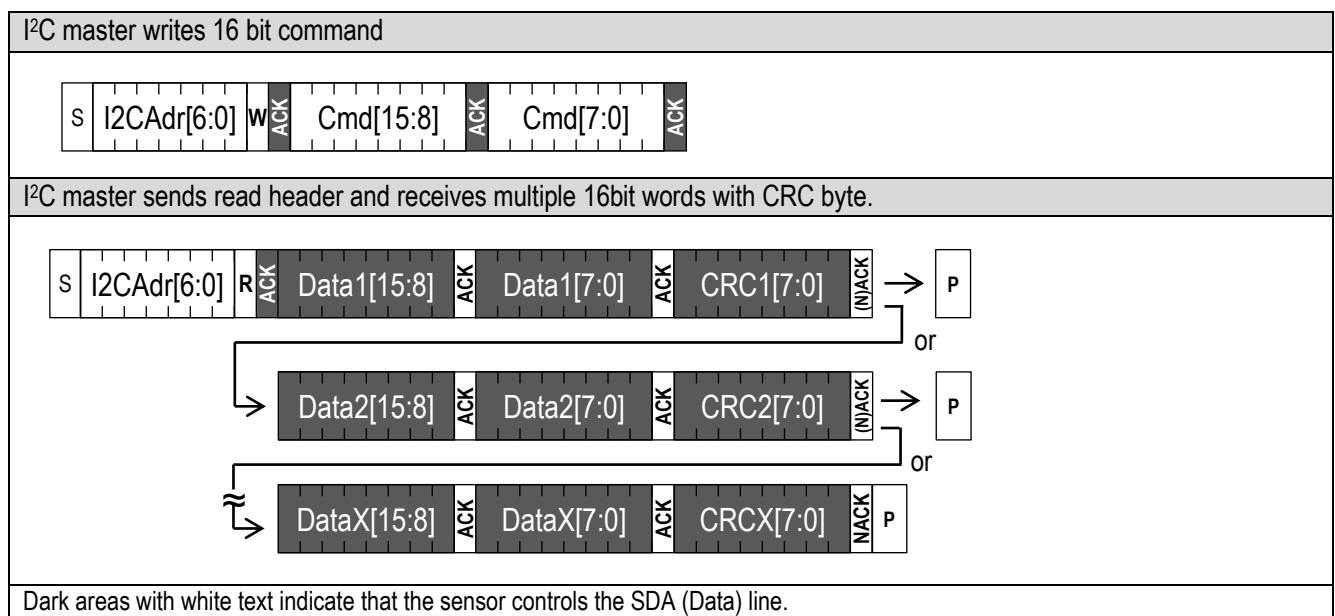 I²C master writes 16 bit command
S I2CAdr[6:0] W ACK Cmd[15:8] ACK Cmd[7:0] ACK
I²C master sends read header and receives multiple 16bit words with CRC byte.
S I2CAdr[6:0] R ACK Data1[15:8] ACK Data1[7:0] ACK CRC1[7:0] (N)ACK P
or
Data2[15:8] ACK Data2[7:0] ACK CRC2[7:0] (N)ACK P
or
DataX[15:8] ACK DataX[7:0] ACK CRCX[7:0] NACK P
Dark areas with white text indicate that the sensor controls the SDA (Data) line.